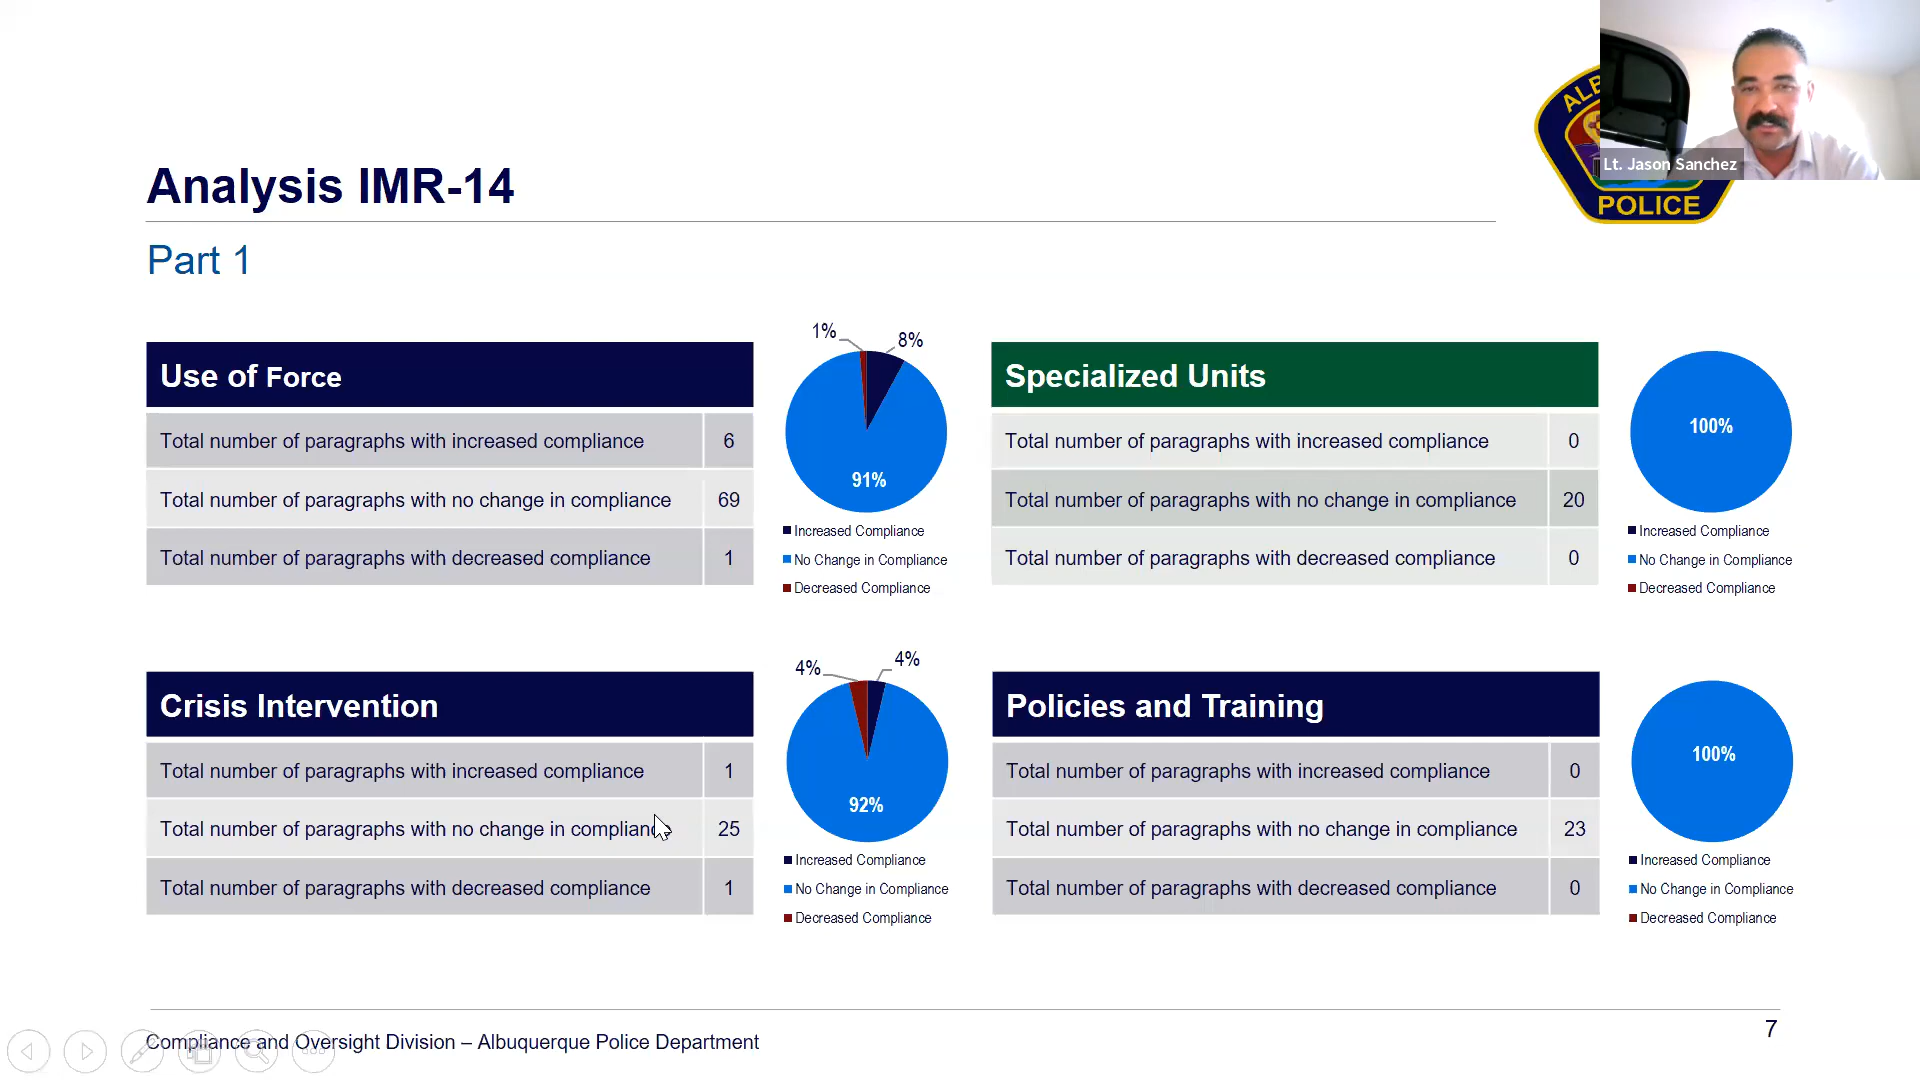 Lt. Jason Sanchez
POLICE
Analysis IMR-14
Part 1
Use of Force
Total number of paragraphs with increased compliance 6
Total number of paragraphs with no change in compliance 69
Total number of paragraphs with decreased compliance 1
1%
8%
91%
Increased Compliance
No Change in Compliance
Decreased Compliance
Specialized Units
Total number of paragraphs with increased compliance 0
Total number of paragraphs with no change in compliance 20
Total number of paragraphs with decreased compliance 0
100%
Increased Compliance
No Change in Compliance
Decreased Compliance
Crisis Intervention
Total number of paragraphs with increased compliance 1
Total number of paragraphs with no change in compliance 25
Total number of paragraphs with decreased compliance 1
4%
4%
92%
Increased Compliance
No Change in Compliance
Decreased Compliance
Policies and Training
Total number of paragraphs with increased compliance 0
Total number of paragraphs with no change in compliance 23
Total number of paragraphs with decreased compliance 0
100%
Increased Compliance
No Change in Compliance
Decreased Compliance
Compliance and Oversight Division – Albuquerque Police Department
7